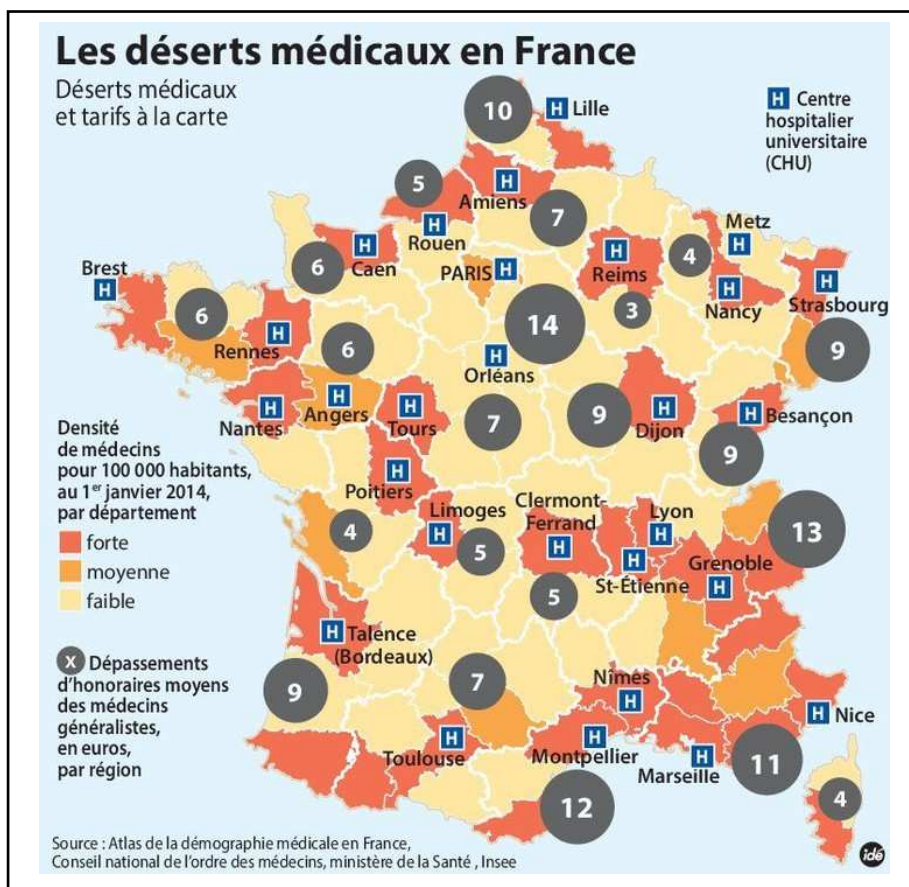 Les déserts médicaux en France
Déserts médicaux
et tarifs à la carte
H Centre
hospitalier
universitaire
(CHU)
10
H Lille
5
H
Amiens
7
H
Rouen
H
Caen
6
PARIS H
H
Reims
4
Metz
H
H
Nancy
H
Strasbourg
3
Brest
H
6
H
Rennes
6
14
H
Orléans
9
H
Nantes
H
Angers
H
Tours
7
9
H
Dijon
H Besançon
9
Densité
de médecins
pour 100 000 habitants,
au 1er janvier 2014,
par département
forte
moyenne
faible
H
Poitiers
4
Limoges
H
5
Clermont-
Ferrand
H
Lyon
H
H
St-Étienne
Grenoble
H
13
5
H Talence
(Bordeaux)
x Dépassements
d'honoraires moyens
des médecins
généralistes,
en euros,
par région
9
7
Nîmes
H
H
Toulouse
H
Montpellier
H
Marseille
H
Nice
11
12
4
Source : Atlas de la démographie médicale en France,
Conseil national de l'ordre des médecins, ministère de la Santé , Insee
idé